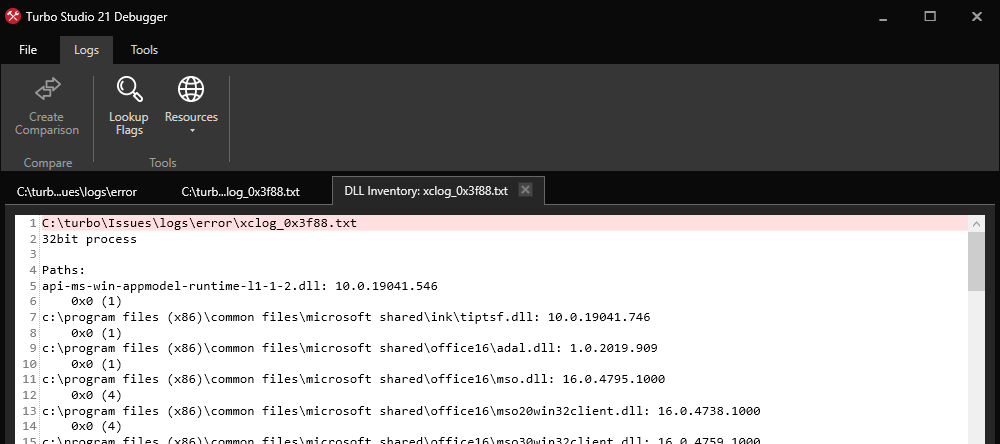 Turbo Studio 21 Debugger
File Logs Tools
Create Comparison
Lookup Flags
Resources
Compare
Tools
C:\turb...ues\logs\error
C:\turb...log_0x3f88.txt
DLL Inventory: xclog_0x3f88.txt
1 C:\turbo\Issues\logs\error\xclog_0x3f88.txt
2 32bit process
3
4 Paths:
5 api-ms-win-appmodel-runtime-l1-1-2.dll: 10.0.19041.546
6 0x0 (1)
7 c:\program files (x86)\common files\microsoft shared\ink\tiptsf.dll: 10.0.19041.746
8 0x0 (1)
9 c:\program files (x86)\common files\microsoft shared\office16\adal.dll: 1.0.2019.909
10 0x0 (1)
11 c:\program files (x86)\common files\microsoft shared\office16\mso.dll: 16.0.4795.1000
12 0x0 (4)
13 c:\program files (x86)\common files\microsoft shared\office16\mso20win32client.dll: 16.0.4738.1000
14 0x0 (4)
15 c:\program files (x86)\common files\microsoft shared\office16\mso30win32client.dll: 16.0.4759.1000